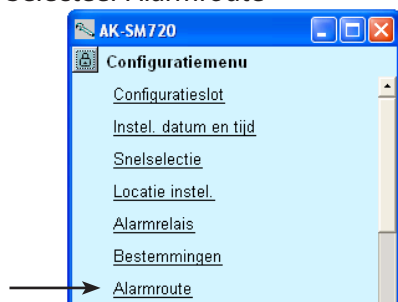 Selecteer Alarmroute
AK-SM720
Configuratiemenu
Configuratieslot
Instel. datum en tijd
Snelselectie
Locatie instel.
Alarmrelais
Bestemmingen
Alarmroute